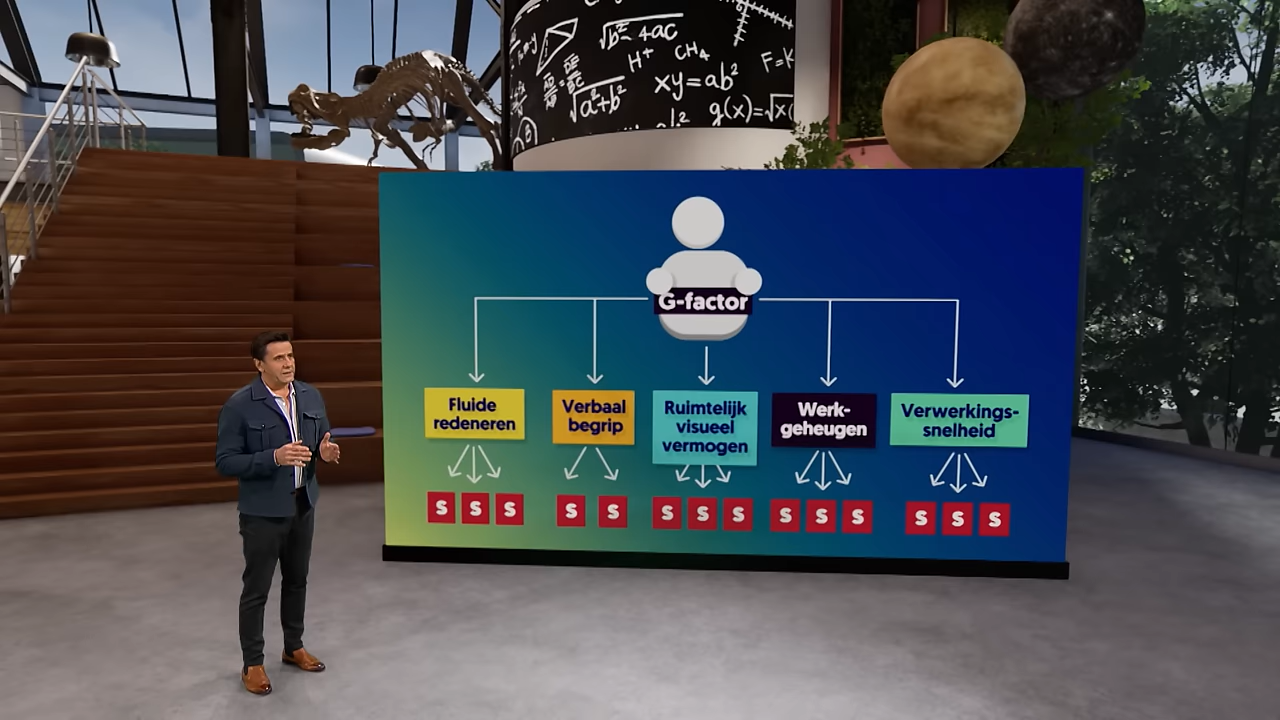 √b²-4ac
H⁺
CH₄
F=K
xy=ab²
√a²+b²
g(x)=√x(
G-factor
Fluide
redeneren
Verbaal
begrip
Ruimtelijk
visueel
vermogen
Werk-
geheugen
Verwerkings-
snelheid
S S S
S S
S S S
S S S
S S S